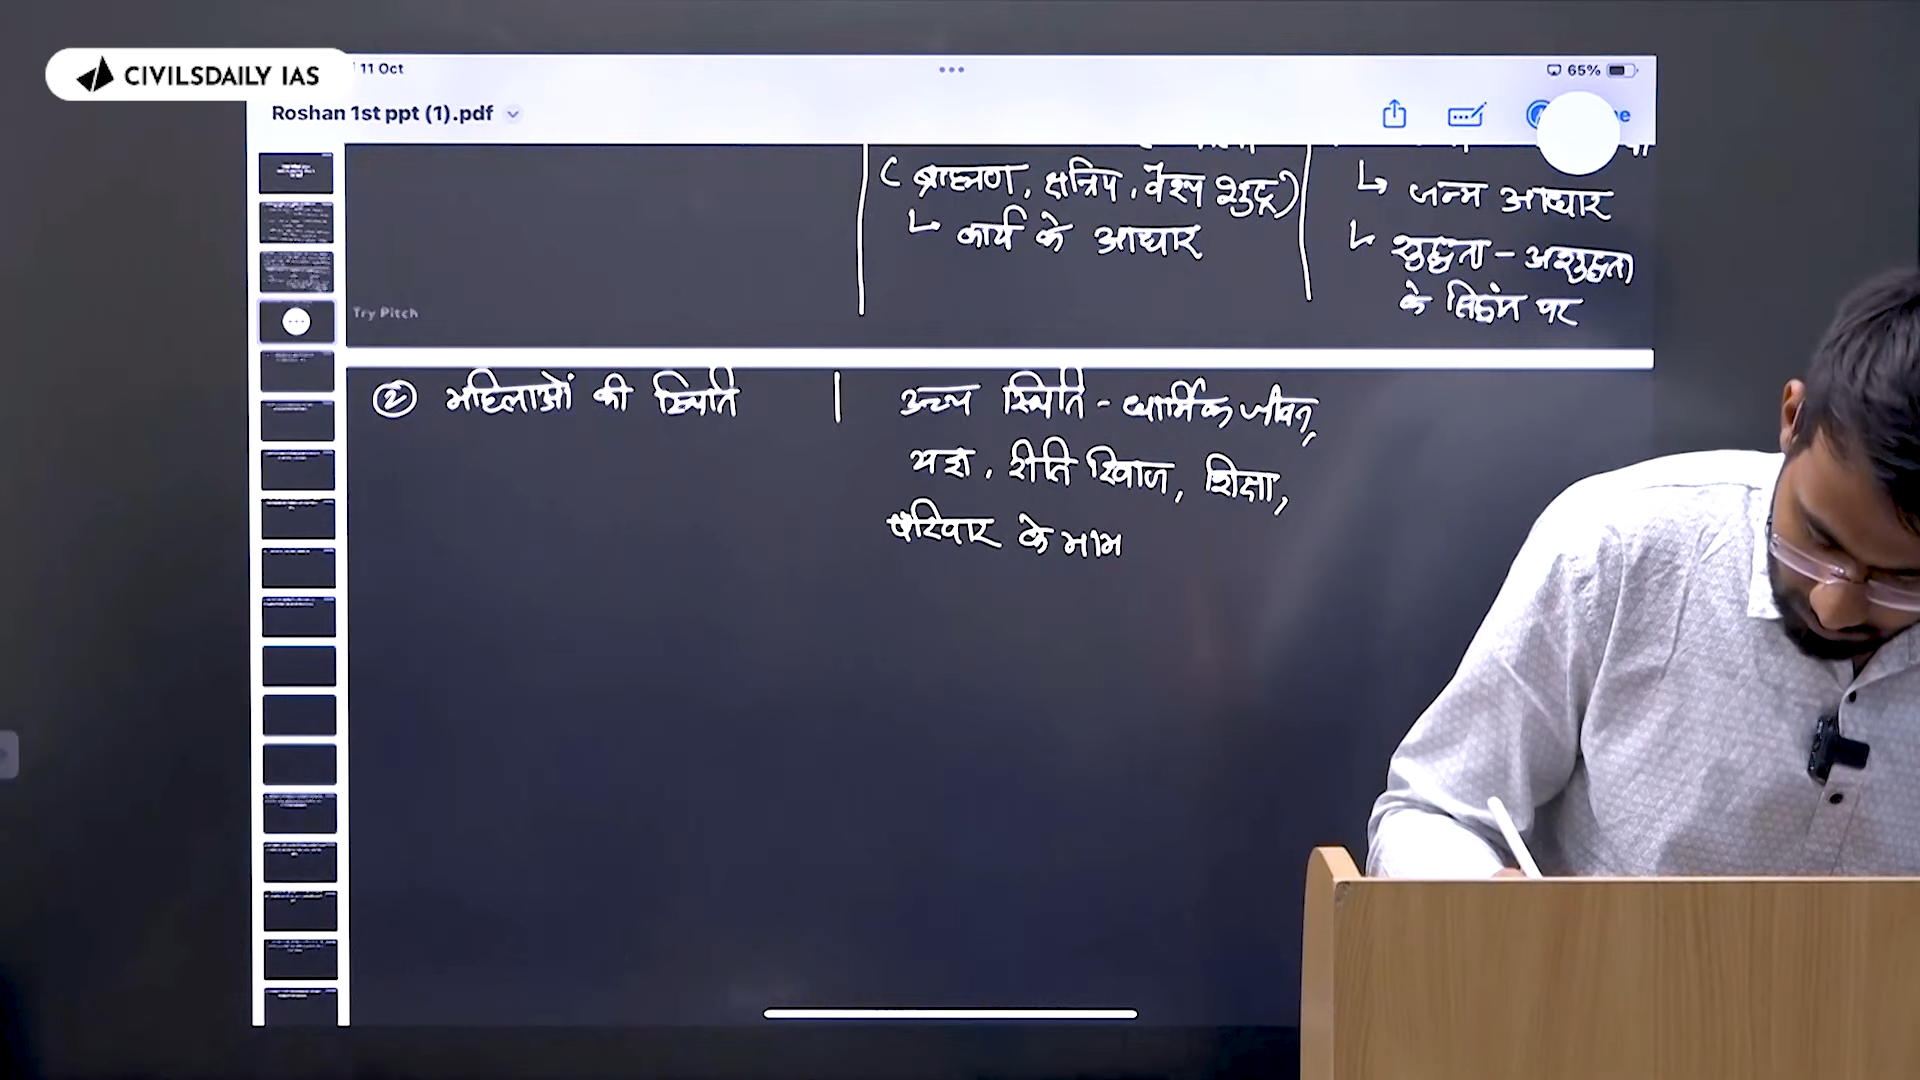 CIVILSDAILY IAS
11 Oct
65%
Roshan 1st ppt (1).pdf
( ब्राह्मण, क्षत्रिय, वैश्य शुद्र)
↳ कार्य के आधार
↳ जन्म आधार
↳ शुद्धता - अशुद्धता
के सिद्धांत पर
Try Pitch
② महिलाओं की स्थिति
उच्च स्थिति - धार्मिक जीवन,
यज्ञ, रीति रिवाज, शिक्षा,
परिवार के माम